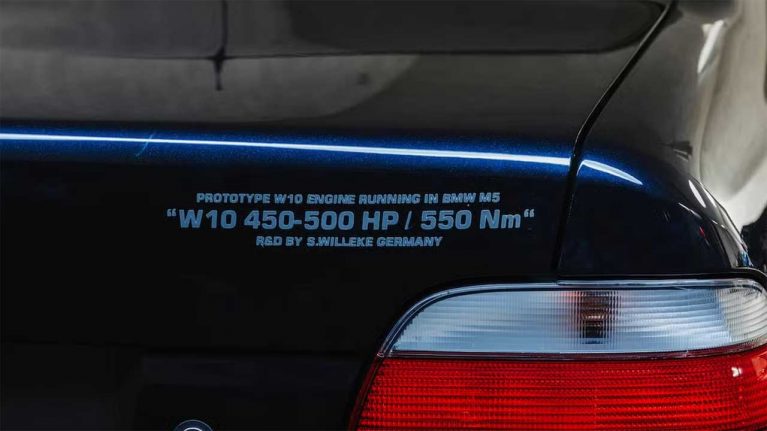 PROTOTYPE W10 ENGINE RUNNING IN BMW M5
“W10 450-500 HP / 550 Nm“
R&D BY S.WILLEKE GERMANY